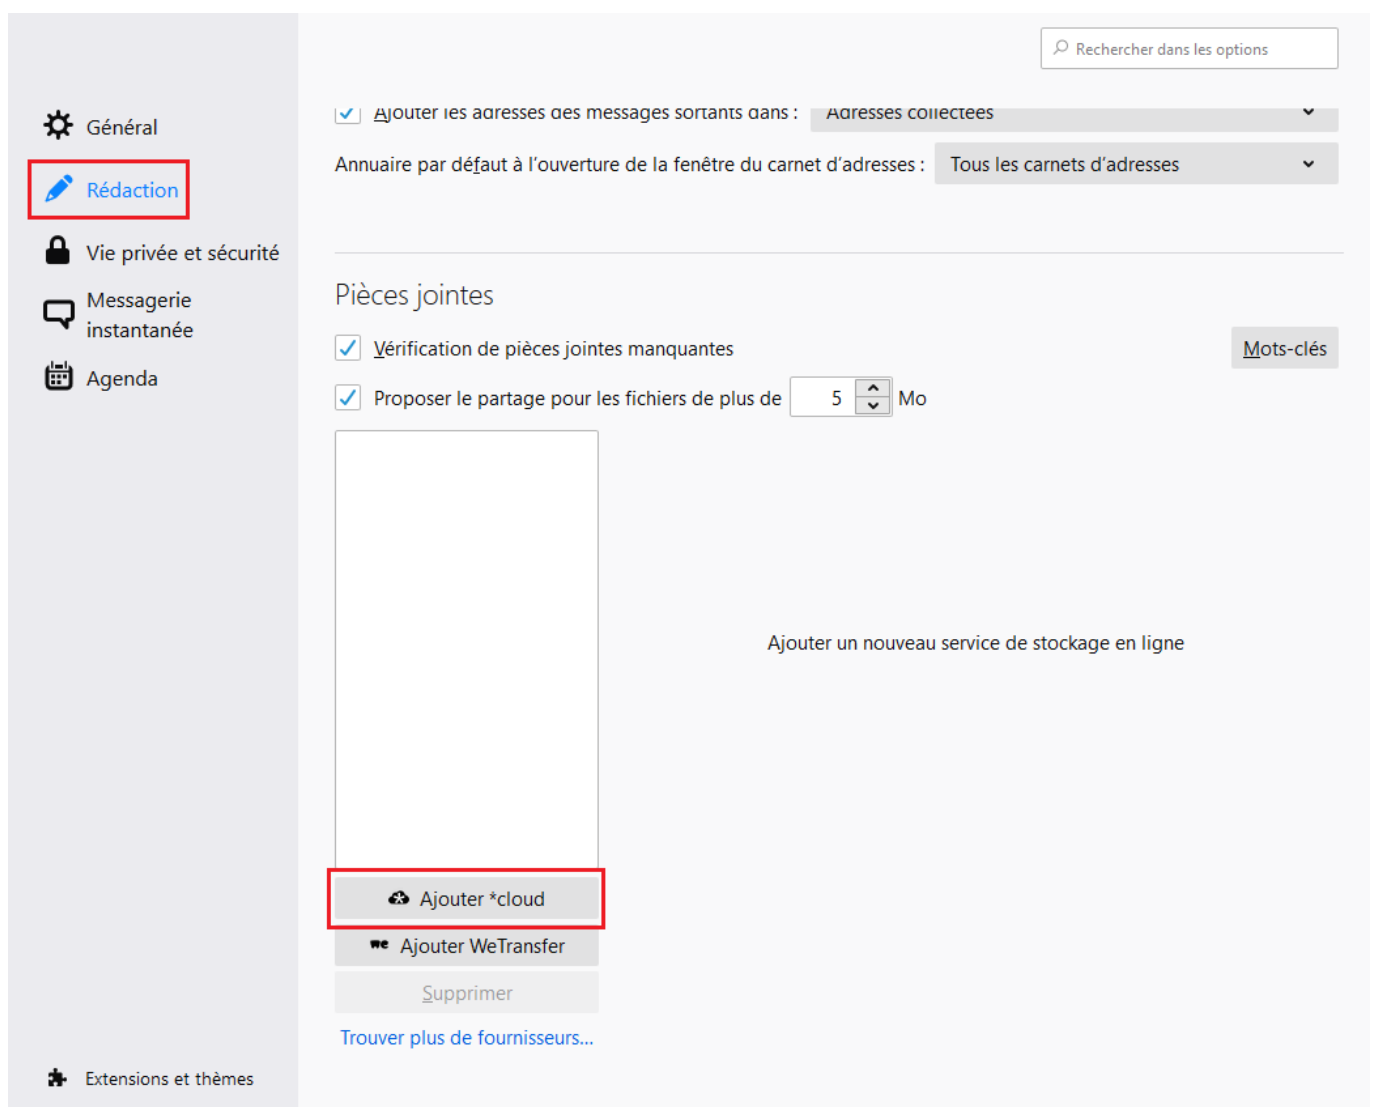 Rechercher dans les options
Général
Rédaction
Vie privée et sécurité
Messagerie
instantanée
Agenda
Extensions et thèmes
Ajouter les adresses des messages sortants dans : Adresses collectées
Annuaire par défaut à l'ouverture de la fenêtre du carnet d'adresses : Tous les carnets d'adresses
Pièces jointes
Vérification de pièces jointes manquantes Mots-clés
Proposer le partage pour les fichiers de plus de 5 Mo
Ajouter un nouveau service de stockage en ligne
Ajouter *cloud
we Ajouter WeTransfer
Supprimer
Trouver plus de fournisseurs...